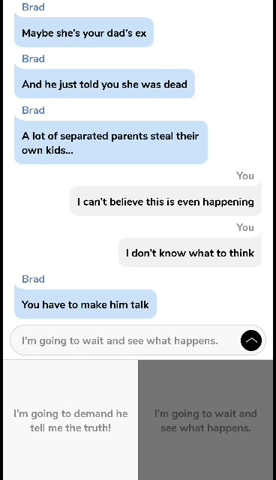 Brad
Maybe she's your dad's ex
Brad
And he just told you she was dead
Brad
A lot of separated parents steal their
own kids...
You
I can't believe this is even happening
You
I don't know what to think
Brad
You have to make him talk
I'm going to wait and see what happens.
I'm going to demand he
tell me the truth!
I'm going to wait and
see what happens.